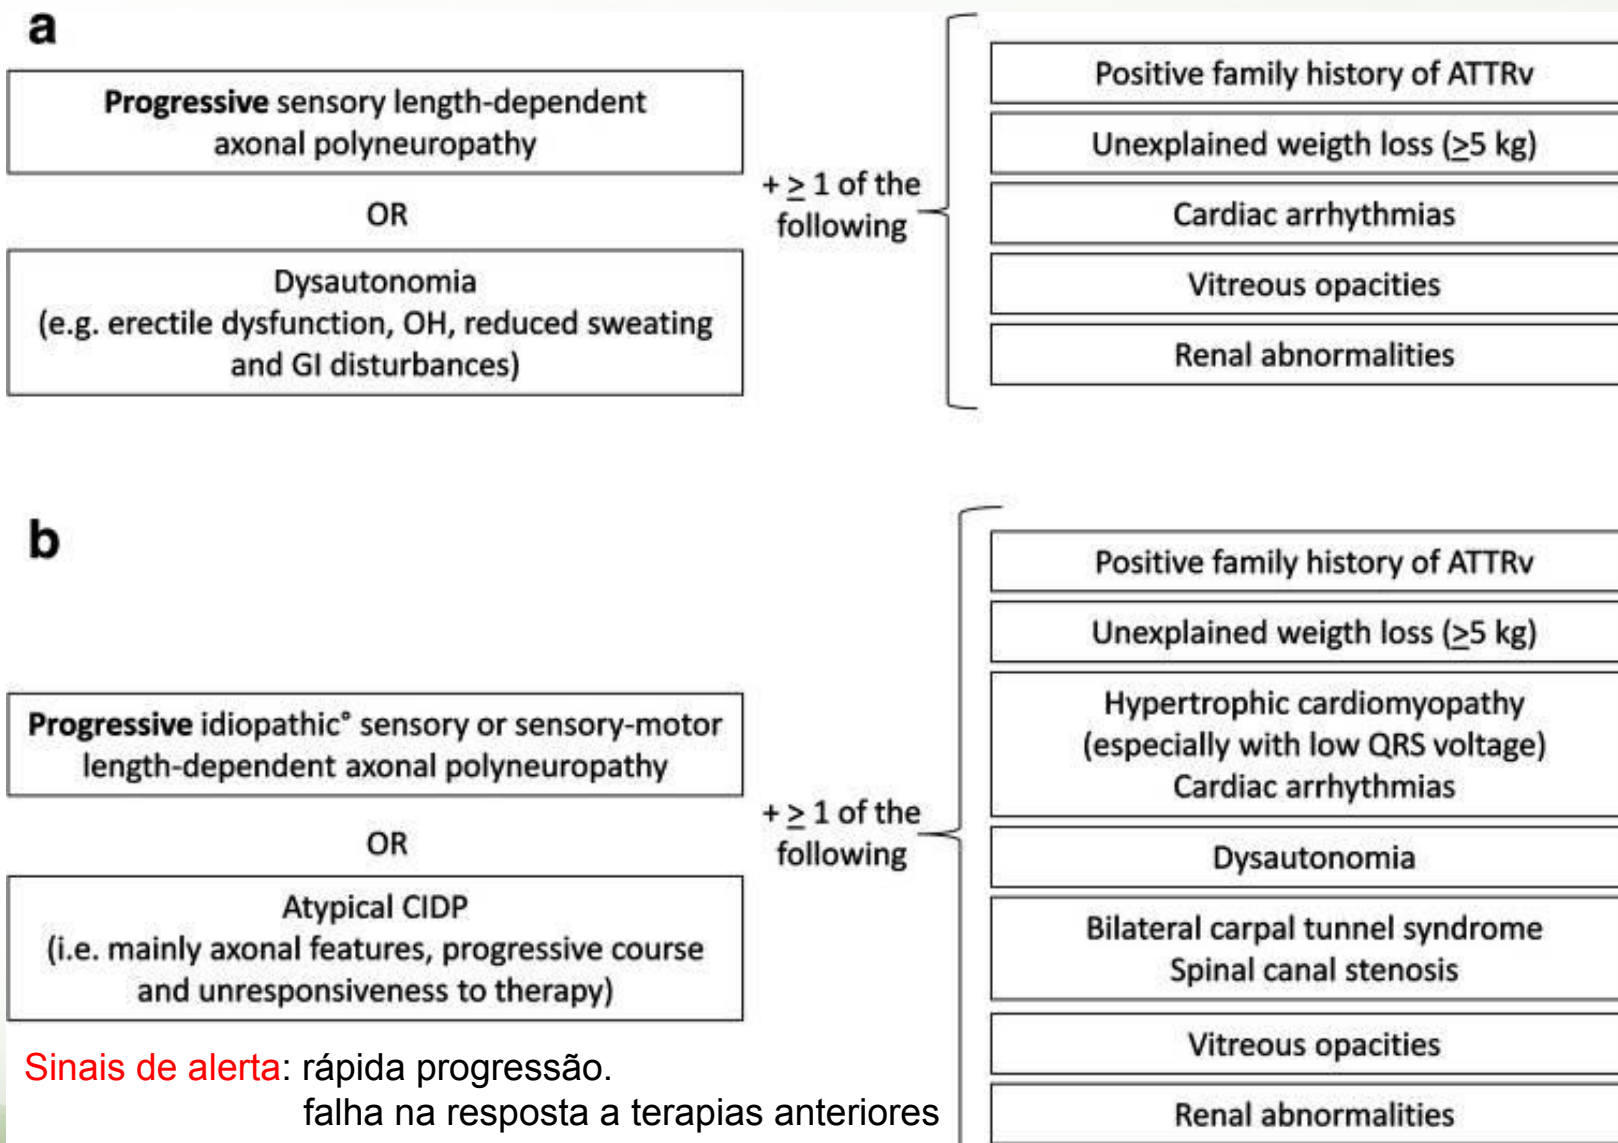 a
Progressive sensory length-dependent
axonal polyneuropathy
OR
Dysautonomia
(e.g. erectile dysfunction, OH, reduced sweating
and GI disturbances)
+ ≥ 1 of the
following
Positive family history of ATTRv
Unexplained weigth loss (≥5 kg)
Cardiac arrhythmias
Vitreous opacities
Renal abnormalities
b
Progressive idiopathic° sensory or sensory-motor
length-dependent axonal polyneuropathy
OR
Atypical CIDP
(i.e. mainly axonal features, progressive course
and unresponsiveness to therapy)
+ ≥ 1 of the
following
Positive family history of ATTRv
Unexplained weigth loss (≥5 kg)
Hypertrophic cardiomyopathy
(especially with low QRS voltage)
Cardiac arrhythmias
Dysautonomia
Bilateral carpal tunnel syndrome
Spinal canal stenosis
Vitreous opacities
Renal abnormalities
Sinais de alerta: rápida progressão.
falha na resposta a terapias anteriores